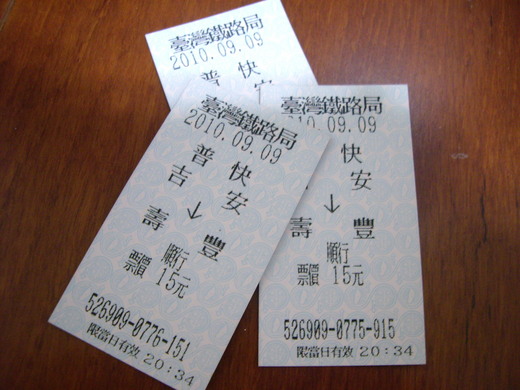 臺灣鐵路局
2010.09.09
普快
安
臺灣鐵路局
2010.09.09
普快
吉安
↓
壽豐
順行
票價 15元
526909-0776-151
限當日有效 20:34
臺灣鐵路局
10.09.09
快
安
↓
壽豐
順行
票價 15元
526909-0775-915
限當日有效 20:34